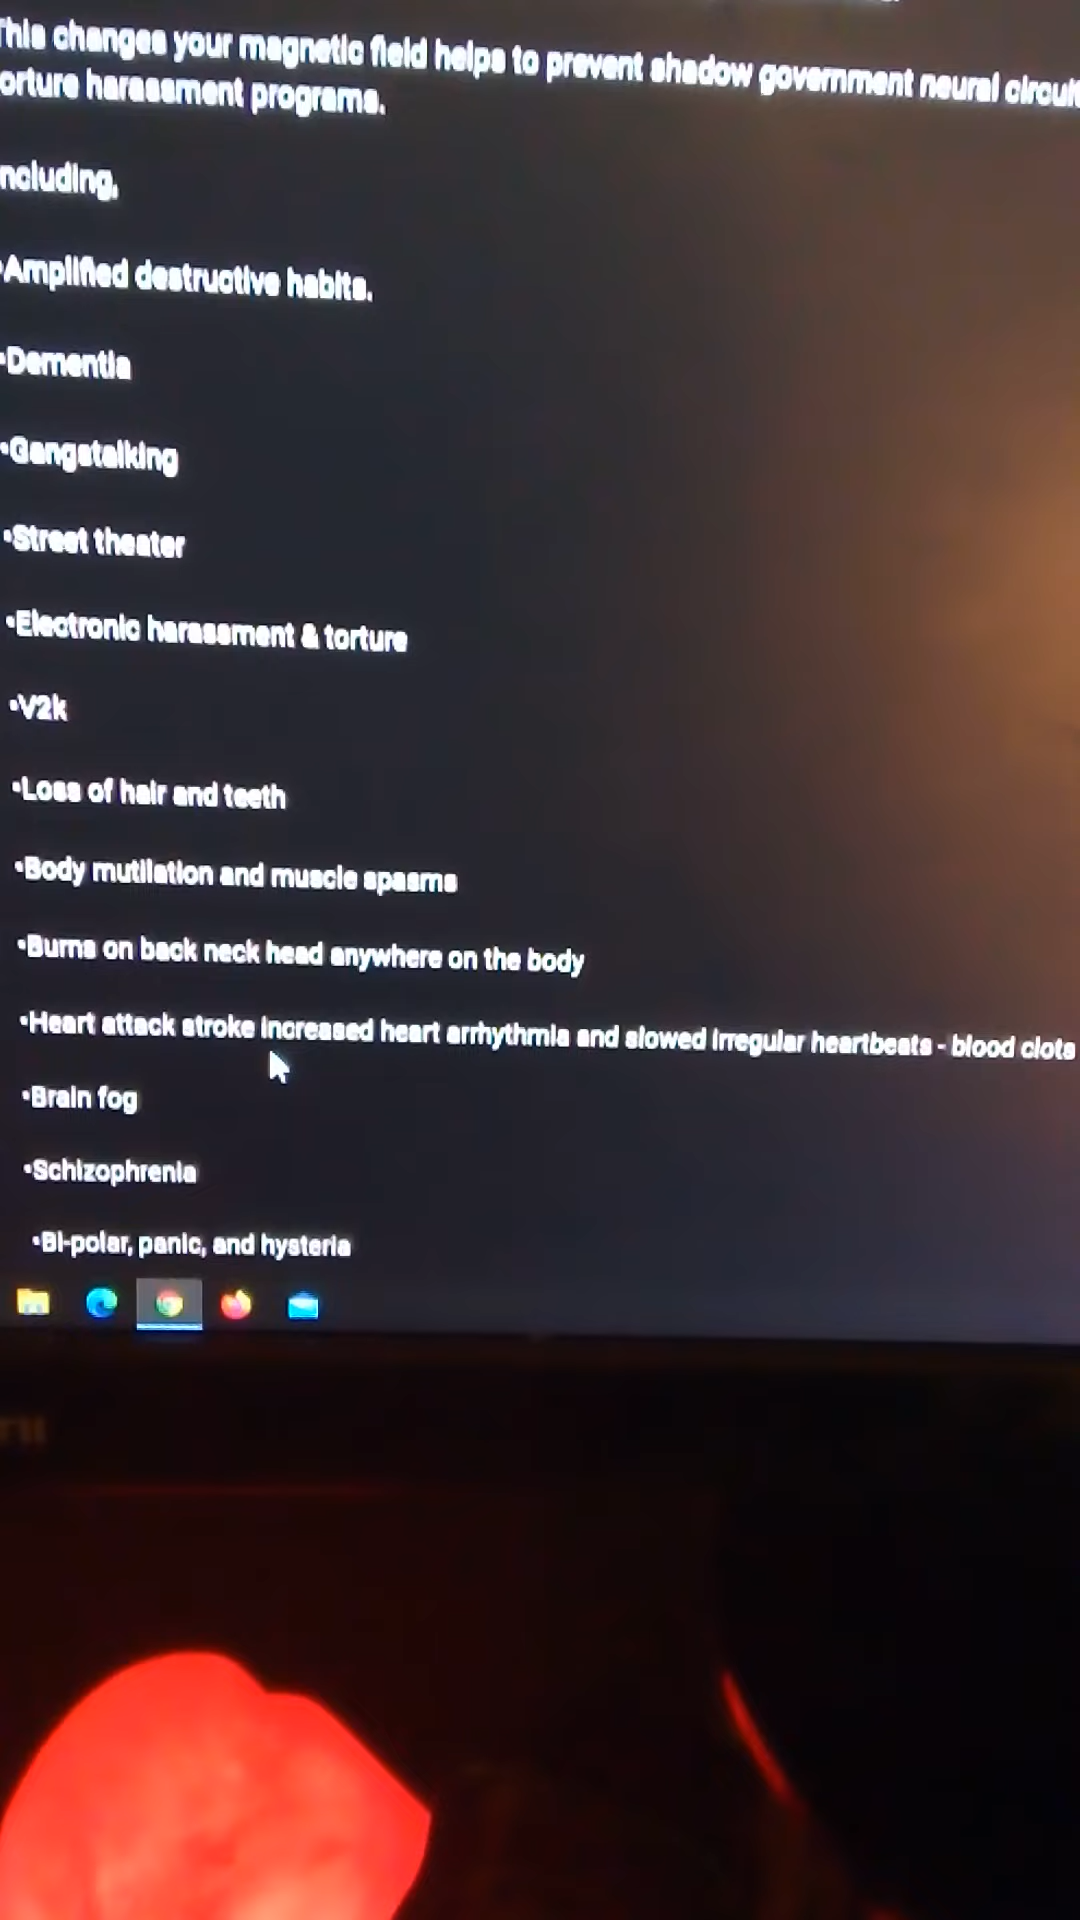 This changes your magnetic field helps to prevent shadow government neural circuit
orture harassment programs.
ncluding,
•Amplified destructive habits.
•Dementia
•Gangstalking
•Street theater
•Electronic harassment & torture
•V2k
•Loss of hair and teeth
•Body mutilation and muscle spasms
•Burns on back neck head anywhere on the body
•Heart attack stroke increased heart arrhythmia and slowed irregular heartbeats - blood clots
•Brain fog
•Schizophrenia
•Bi-polar, panic, and hysteria